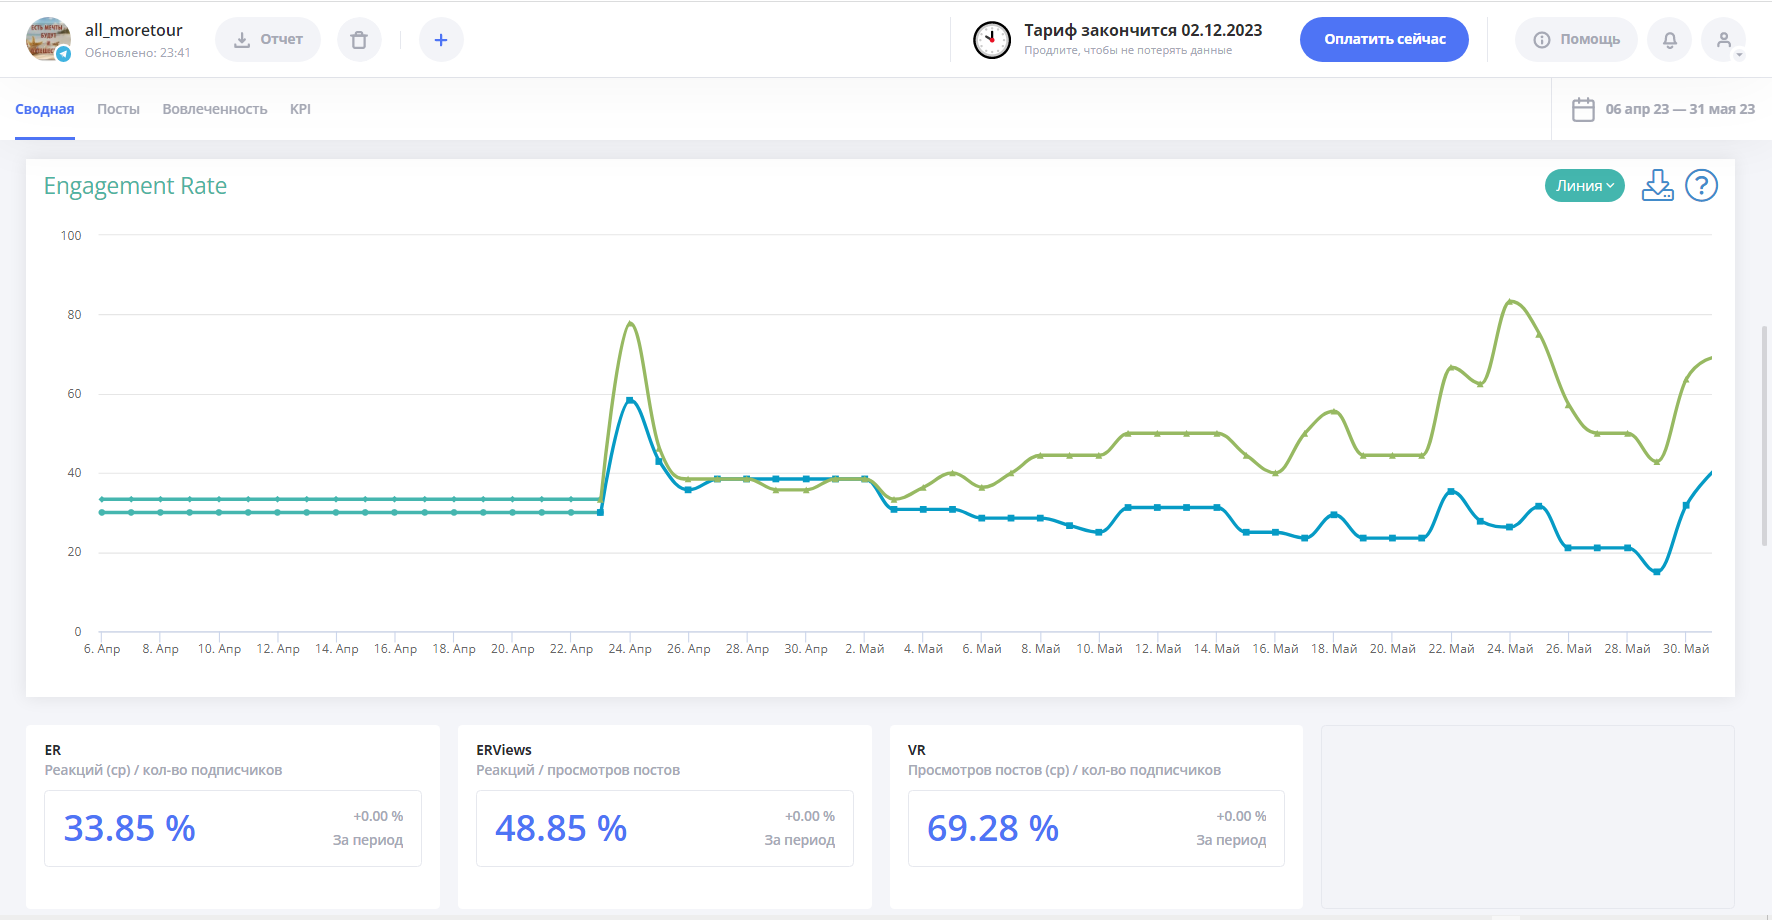 all_moretour
Обновлено: 23:41
Отчет
+
Тариф закончится 02.12.2023
Продлите, чтобы не потерять данные
Оплатить сейчас
Помощь
Сводная
Посты
Вовлеченность
KPI
06 апр 23 — 31 мая 23
Engagement Rate
Линия
?
100
80
60
40
20
0
6. Апр 8. Апр 10. Апр 12. Апр 14. Апр 16. Апр 18. Апр 20. Апр 22. Апр 24. Апр 26. Апр 28. Апр 30. Апр 2. Май 4. Май 6. Май 8. Май 10. Май 12. Май 14. Май 16. Май 18. Май 20. Май 22. Май 24. Май 26. Май 28. Май 30. Май
ER
Реакций (ср) / кол-во подписчиков
33.85 %
+0.00 %
За период
ERViews
Реакций / просмотров постов
48.85 %
+0.00 %
За период
VR
Просмотров постов (ср) / кол-во подписчиков
69.28 %
+0.00 %
За период